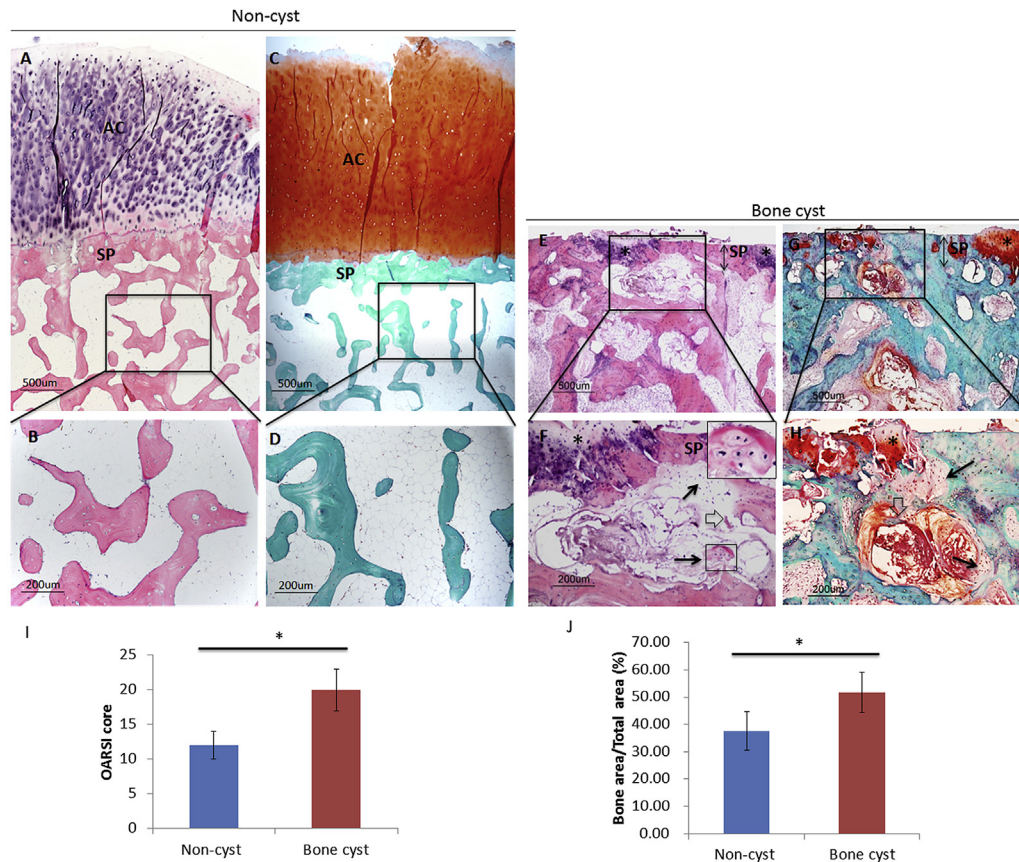 Non-cyst
A
C
AC
AC
SP
SP
500um
500um
B
D
200um
200um
Bone cyst
E
G
*
SP
*
SP
*
500um
500um
F
H
*
SP
*
200um
200um
I
*
OARSI core
25
20
15
10
5
0
Non-cyst
Bone cyst
J
*
Bone area/Total area (%)
70.00
60.00
50.00
40.00
30.00
20.00
10.00
0.00
Non-cyst
Bone cyst